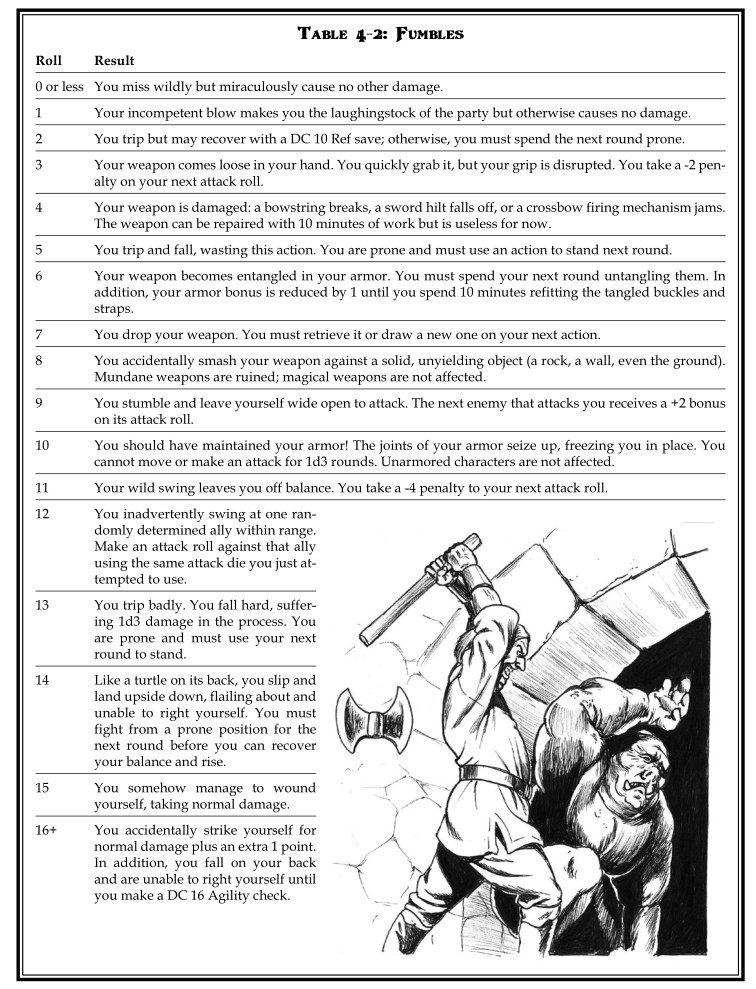 TABLE 4-2: FUMBLES
Roll Result
0 or less You miss wildly but miraculously cause no other damage.
1 Your incompetent blow makes you the laughingstock of the party but otherwise causes no damage.
2 You trip but may recover with a DC 10 Ref save; otherwise, you must spend the next round prone.
3 Your weapon comes loose in your hand. You quickly grab it, but your grip is disrupted. You take a -2 pen-
alty on your next attack roll.
4 Your weapon is damaged: a bowstring breaks, a sword hilt falls off, or a crossbow firing mechanism jams.
The weapon can be repaired with 10 minutes of work but is useless for now.
5 You trip and fall, wasting this action. You are prone and must use an action to stand next round.
6 Your weapon becomes entangled in your armor. You must spend your next round untangling them. In
addition, your armor bonus is reduced by 1 until you spend 10 minutes refitting the tangled buckles and
straps.
7 You drop your weapon. You must retrieve it or draw a new one on your next action.
8 You accidentally smash your weapon against a solid, unyielding object (a rock, a wall, even the ground).
Mundane weapons are ruined; magical weapons are not affected.
9 You stumble and leave yourself wide open to attack. The next enemy that attacks you receives a +2 bonus
on its attack roll.
10 You should have maintained your armor! The joints of your armor seize up, freezing you in place. You
cannot move or make an attack for 1d3 rounds. Unarmored characters are not affected.
11 Your wild swing leaves you off balance. You take a -4 penalty to your next attack roll.
12 You inadvertently swing at one ran-
domly determined ally within range.
Make an attack roll against that ally
using the same attack die you just at-
tempted to use.
13 You trip badly. You fall hard, suffer-
ing 1d3 damage in the process. You
are prone and must use your next
round to stand.
14 Like a turtle on its back, you slip and
land upside down, flailing about and
unable to right yourself. You must
fight from a prone position for the
next round before you can recover
your balance and rise.
15 You somehow manage to wound
yourself, taking normal damage.
16+ You accidentally strike yourself for
normal damage plus an extra 1 point.
In addition, you fall on your back
and are unable to right yourself until
you make a DC 16 Agility check.